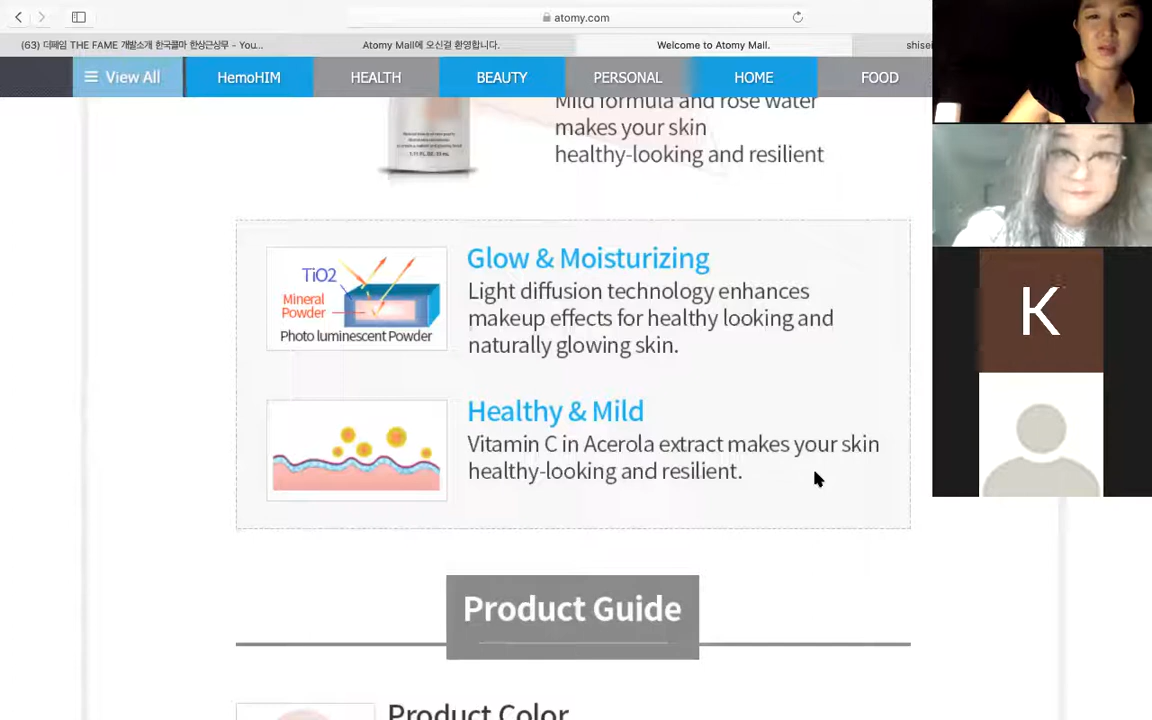 atomy.com
(63) 더페임 THE FAME 개발소개 한국콜마 한상근상무 - You...
Atomy Mall에 오신걸 환영합니다.
Welcome to Atomy Mall.
shisei
View All
HemoHIM
HEALTH
BEAUTY
PERSONAL
HOME
FOOD
Mild formula and rose water
makes your skin
healthy-looking and resilient
Glow & Moisturizing
TiO2
Mineral
Powder
Photo luminescent Powder
Light diffusion technology enhances
makeup effects for healthy looking and
naturally glowing skin.
K
Healthy & Mild
Vitamin C in Acerola extract makes your skin
healthy-looking and resilient.
Product Guide
Product Color